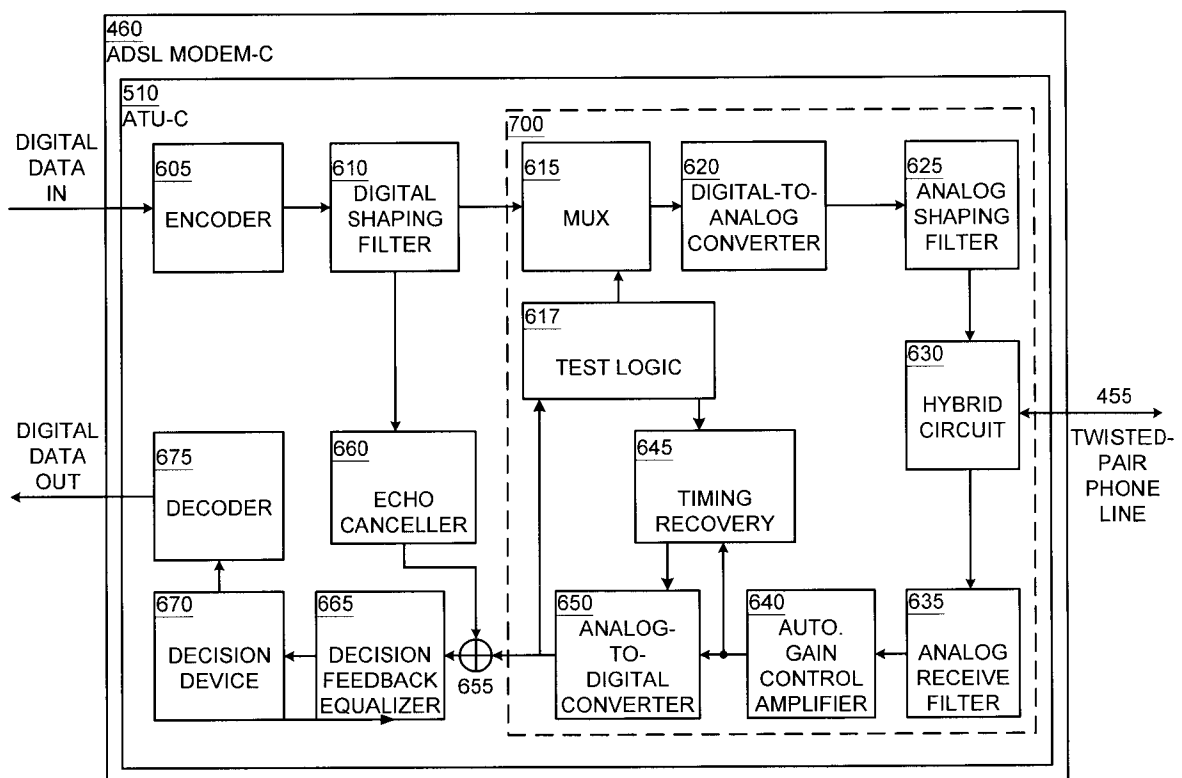 460
ADSL MODEM-C
510
ATU-C
DIGITAL
DATA
IN
605
ENCODER
610
DIGITAL
SHAPING
FILTER
700
615
MUX
620
DIGITAL-TO-
ANALOG
CONVERTER
625
ANALOG
SHAPING
FILTER
617
TEST LOGIC
630
HYBRID
CIRCUIT
455
TWISTED-
PAIR
PHONE
LINE
DIGITAL
DATA
OUT
675
DECODER
660
ECHO
CANCELLER
645
TIMING
RECOVERY
670
DECISION
DEVICE
665
DECISION
FEEDBACK
EQUALIZER
655
650
ANALOG-
TO-
DIGITAL
CONVERTER
640
AUTO.
GAIN
CONTROL
AMPLIFIER
635
ANALOG
RECEIVE
FILTER